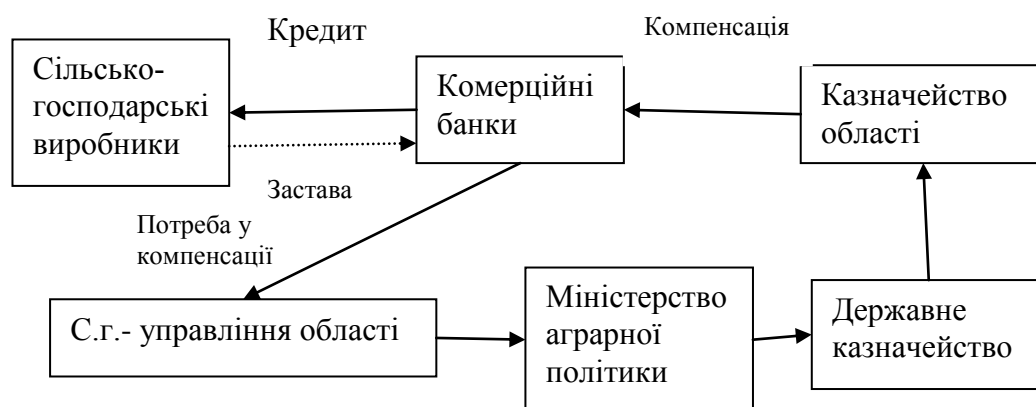 Кредит
Компенсація
Сільсько-
господарські
виробники
Комерційні
банки
Казначейство
області
Застава
Потреба у
компенсації
С.г.- управління області
Міністерство
аграрної
політики
Державне
казначейство